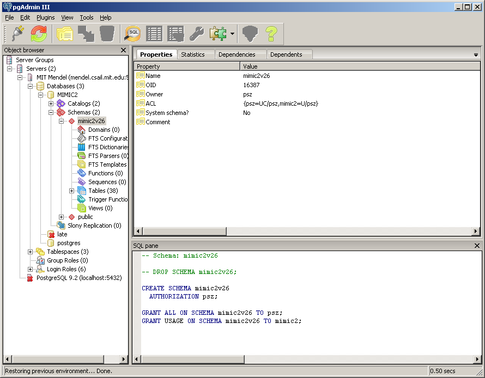 pgAdmin III
File Edit Plugins View Tools Help
Object browser
Server Groups
Servers (2)
MIT Mendel (mendel.csail.mit.edu:5
Databases (3)
MIMIC2
Catalogs (2)
Schemas (2)
mimic2v26
Domains (0)
FTS Configurat
FTS Dictionarie
FTS Parsers (0)
FTS Templates
Functions (0)
Sequences (0)
Tables (38)
Trigger Function
Views (0)
public
Slony Replication (0)
late
postgres
Tablespaces (3)
Group Roles (0)
Login Roles (6)
PostgreSQL 9.2 (localhost:5432)
Properties Statistics Dependencies Dependents
Property Value
Name mimic2v26
OID 16387
Owner psz
ACL {psz=UC/psz,mimic2=U/psz}
System schema? No
Comment
SQL pane
-- Schema: mimic2v26
-- DROP SCHEMA mimic2v26;
CREATE SCHEMA mimic2v26
AUTHORIZATION psz;
GRANT ALL ON SCHEMA mimic2v26 TO psz;
GRANT USAGE ON SCHEMA mimic2v26 TO mimic2;
Restoring previous environment... Done. 0.50 secs